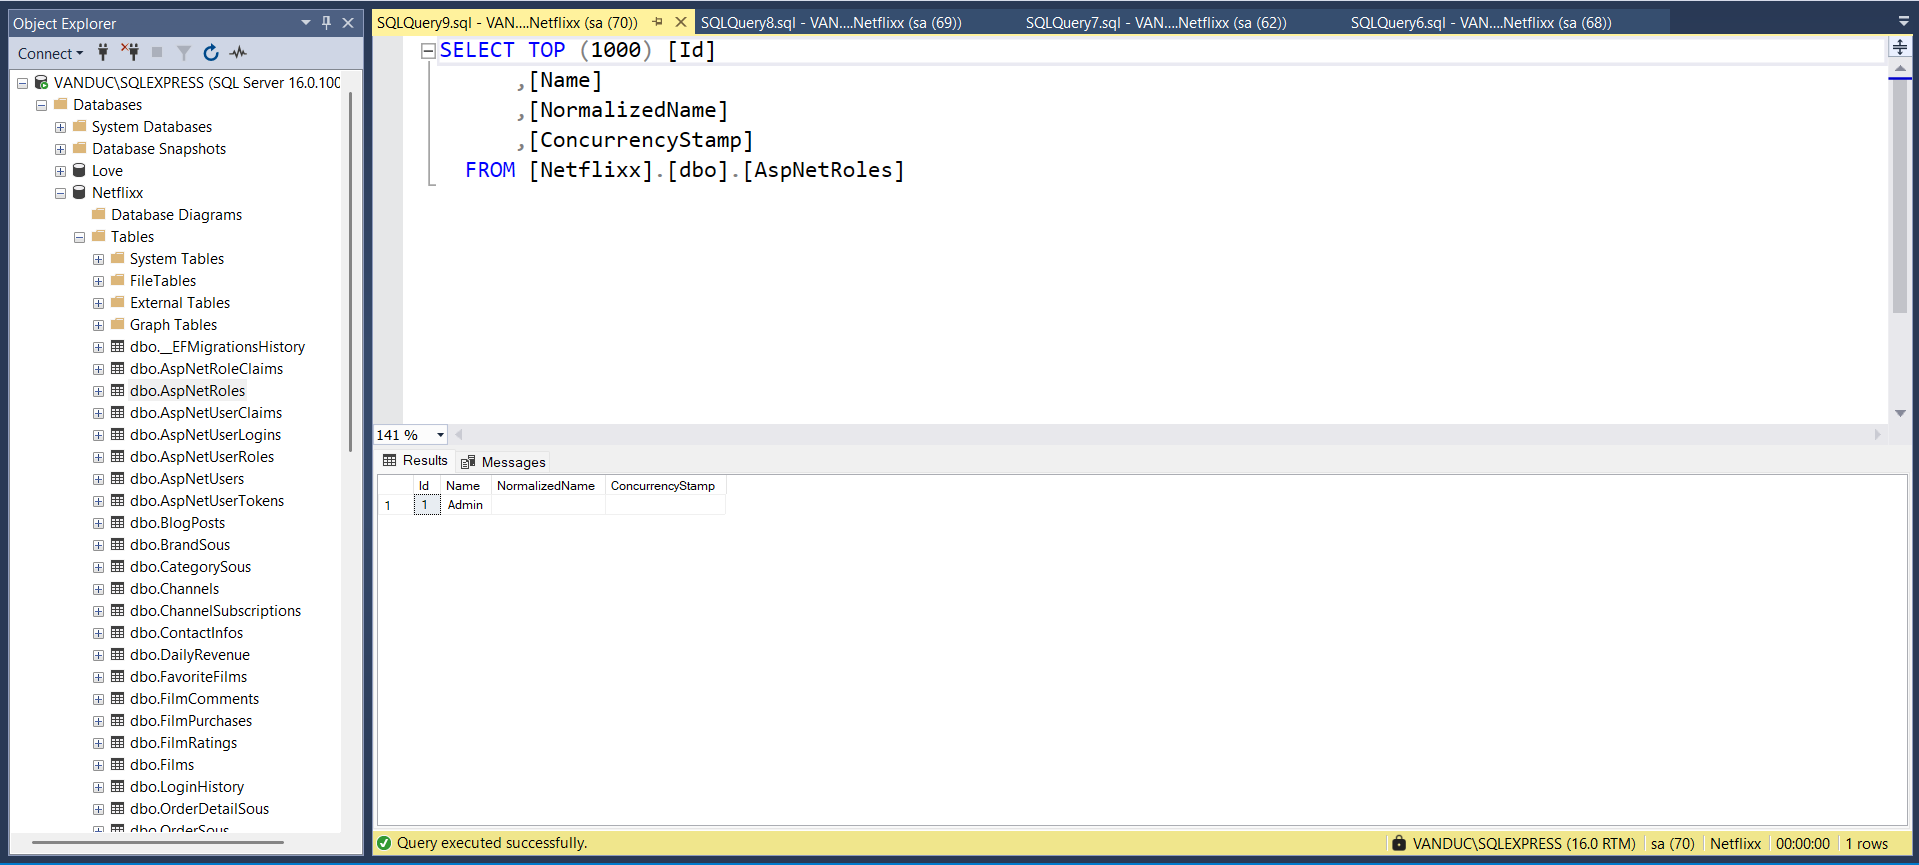 Object Explorer
Connect
VANDUC\SQLEXPRESS (SQL Server 16.0.100
Databases
System Databases
Database Snapshots
Love
Netflixx
Database Diagrams
Tables
System Tables
FileTables
External Tables
Graph Tables
dbo.__EFMigrationsHistory
dbo.AspNetRoleClaims
dbo.AspNetRoles
dbo.AspNetUserClaims
dbo.AspNetUserLogins
dbo.AspNetUserRoles
dbo.AspNetUsers
dbo.AspNetUserTokens
dbo.BlogPosts
dbo.BrandSous
dbo.CategorySous
dbo.Channels
dbo.ChannelSubscriptions
dbo.ContactInfos
dbo.DailyRevenue
dbo.FavoriteFilms
dbo.FilmComments
dbo.FilmPurchases
dbo.FilmRatings
dbo.Films
dbo.LoginHistory
dbo.OrderDetailSous
dbo.OrderSous
SQLQuery9.sql - VAN....Netflixx (sa (70)) SQLQuery8.sql - VAN....Netflixx (sa (69)) SQLQuery7.sql - VAN....Netflixx (sa (62)) SQLQuery6.sql - VAN....Netflixx (sa (68))
SELECT TOP (1000) [Id]
,[Name]
,[NormalizedName]
,[ConcurrencyStamp]
FROM [Netflixx].[dbo].[AspNetRoles]
141 %
Results Messages
Id Name NormalizedName ConcurrencyStamp
1 1 Admin
Query executed successfully. VANDUC\SQLEXPRESS (16.0 RTM) sa (70) Netflixx 00:00:00 1 rows